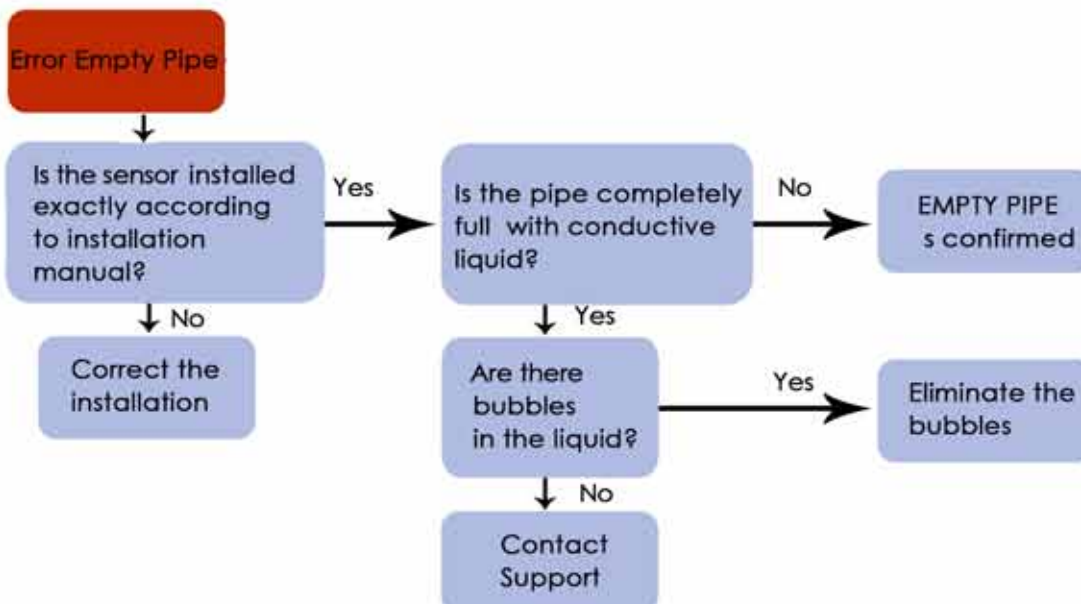 Error Empty Pipe
Is the sensor installed
exactly according
to installation
manual?
Yes
Is the pipe completely
full with conductive
liquid?
No
EMPTY PIPE
s confirmed
No
Correct the
installation
Yes
Are there
bubbles
in the liquid?
Yes
Eliminate the
bubbles
No
Contact
Support